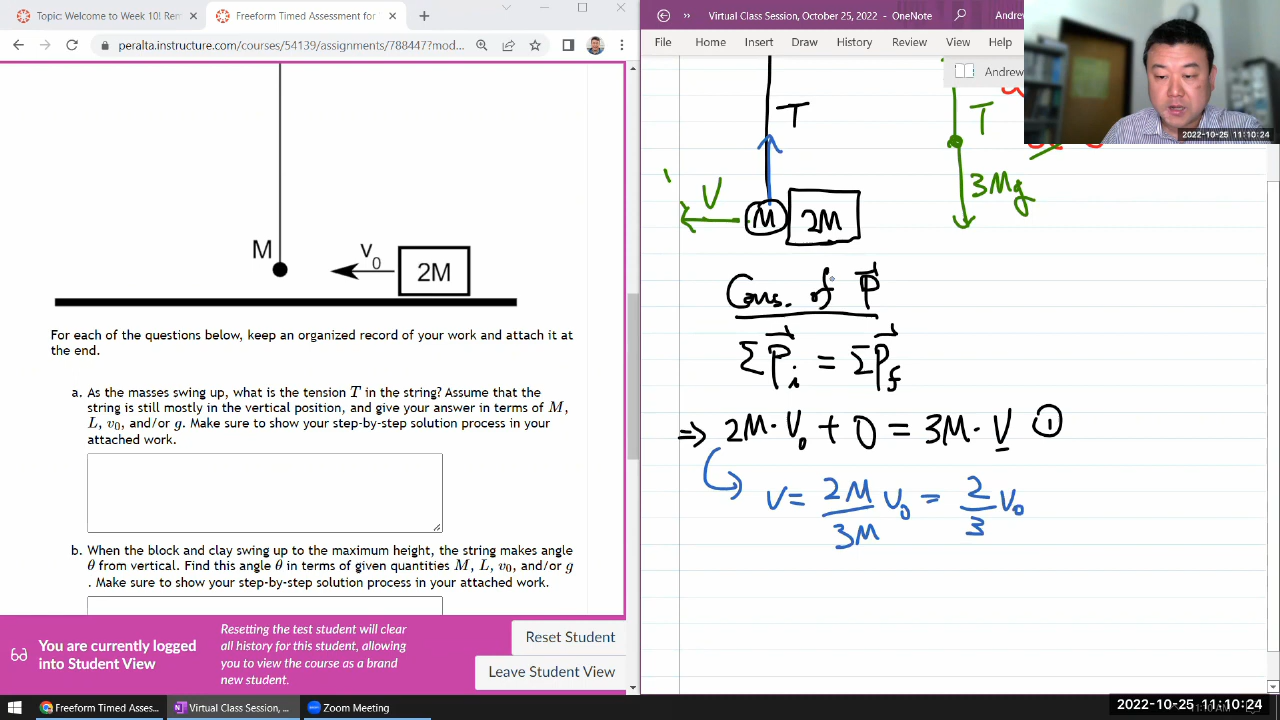 Topic: Welcome to Week 10! Rem
Freeform Timed Assessment for
peralta.instructure.com/courses/54139/assignments/788447?mod...
M
v0
2M
For each of the questions below, keep an organized record of your work and attach it at
the end.
a. As the masses swing up, what is the tension T in the string? Assume that the
string is still mostly in the vertical position, and give your answer in terms of M,
L, v₀, and/or g. Make sure to show your step-by-step solution process in your
attached work.
b. When the block and clay swing up to the maximum height, the string makes angle
θ from vertical. Find this angle θ in terms of given quantities M, L, v₀, and/or g
. Make sure to show your step-by-step solution process in your attached work.
You are currently logged
into Student View
Resetting the test student will clear
all history for this student, allowing
you to view the course as a brand
new student.
Reset Student
Leave Student View
Virtual Class Session, October 25, 2022 - OneNote
Andrew
File Home Insert Draw History Review View Help
Andrew
T
T
3Mg
V
M
2M
Cons. of P⃗
ΣP⃗i = ΣP⃗f
⇒ 2M·V₀ + 0 = 3M·V ①
V = 2M/3M V₀ = 2/3 V₀
2022-10-25 11:10:24
Freeform Timed Asses...
Virtual Class Session,...
Zoom Meeting
2022-10-25 11:10:24